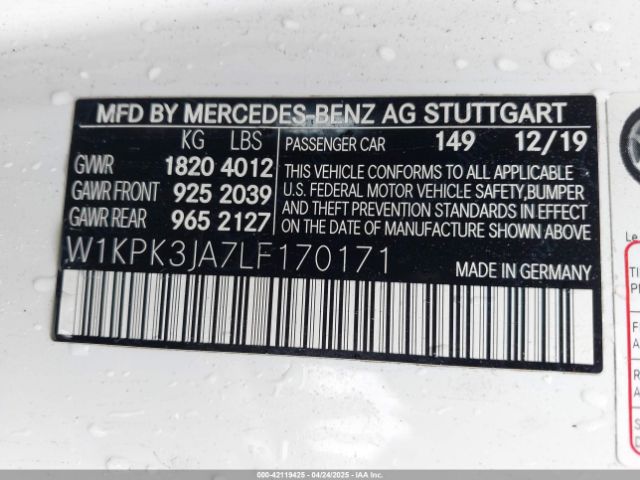 MFD BY MERCEDES-BENZ AG STUTTGART
KG LBS
GVWR 1820 4012
GAWR FRONT 925 2039
GAWR REAR 965 2127
PASSENGER CAR 149 12/19
THIS VEHICLE CONFORMS TO ALL APPLICABLE
U.S. FEDERAL MOTOR VEHICLE SAFETY,BUMPER
AND THEFT PREVENTION STANDARDS IN EFFECT
ON THE DATE OF MANUFACTURE SHOWN ABOVE
W1KPK3JA7LF170171
MADE IN GERMANY
Le
000-42119425 - 04/24/2025 - COPART